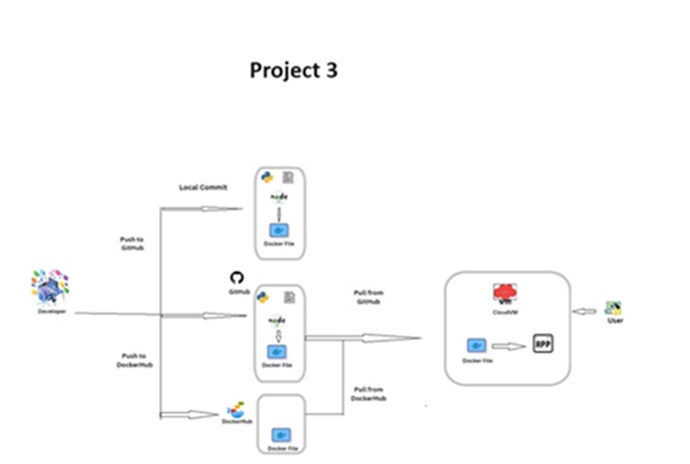 Project 3
Local Commit
node
Docker File
Push to
GitHub
GitHub
Developer
node
Docker File
Pull from
GitHub
CloudVM
Docker File
APP
User
Push to
DockerHub
DockerHub
Docker File
Pull from
DockerHub